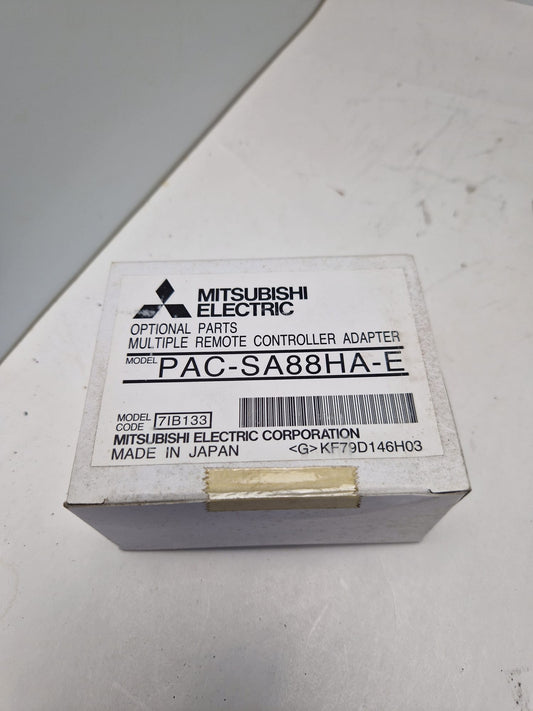 MITSUBISHI
ELECTRIC
OPTIONAL PARTS
MULTIPLE REMOTE CONTROLLER ADAPTER
MODEL PAC-SA88HA-E
MODEL CODE 7IB133
MITSUBISHI ELECTRIC CORPORATION
MADE IN JAPAN <G>KF79D146H03